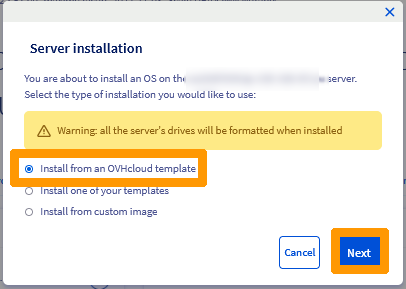 Server installation
You are about to install an OS on the server.
Select the type of installation you would like to use:
Warning: all the server's drives will be formatted when installed
Install from an OVHcloud template
Install one of your templates
Install from custom image
Cancel
Next